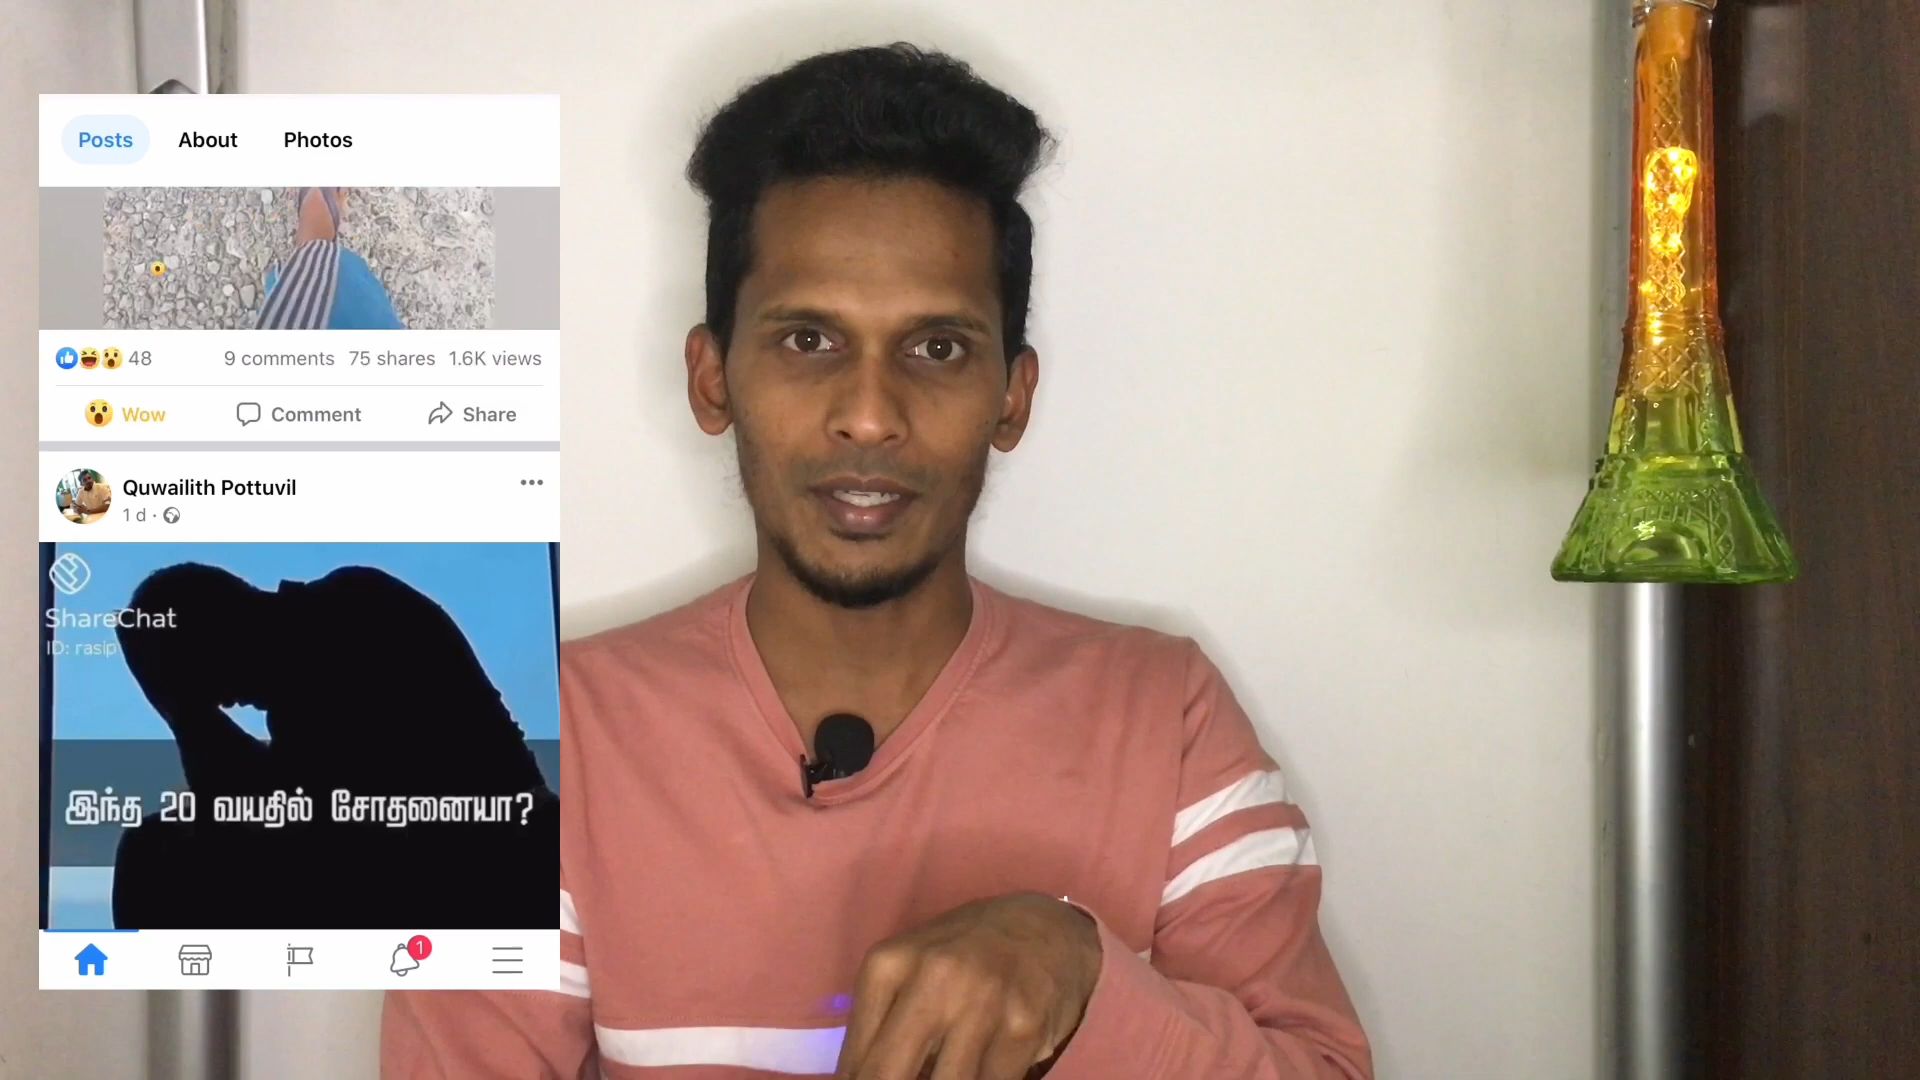 Posts About Photos
48 9 comments 75 shares 1.6K views
Wow Comment Share
Quwailith Pottuvil
1 d ·
ShareChat
ID: rasip
இந்த 20 வயதில் சோதனையா?
1